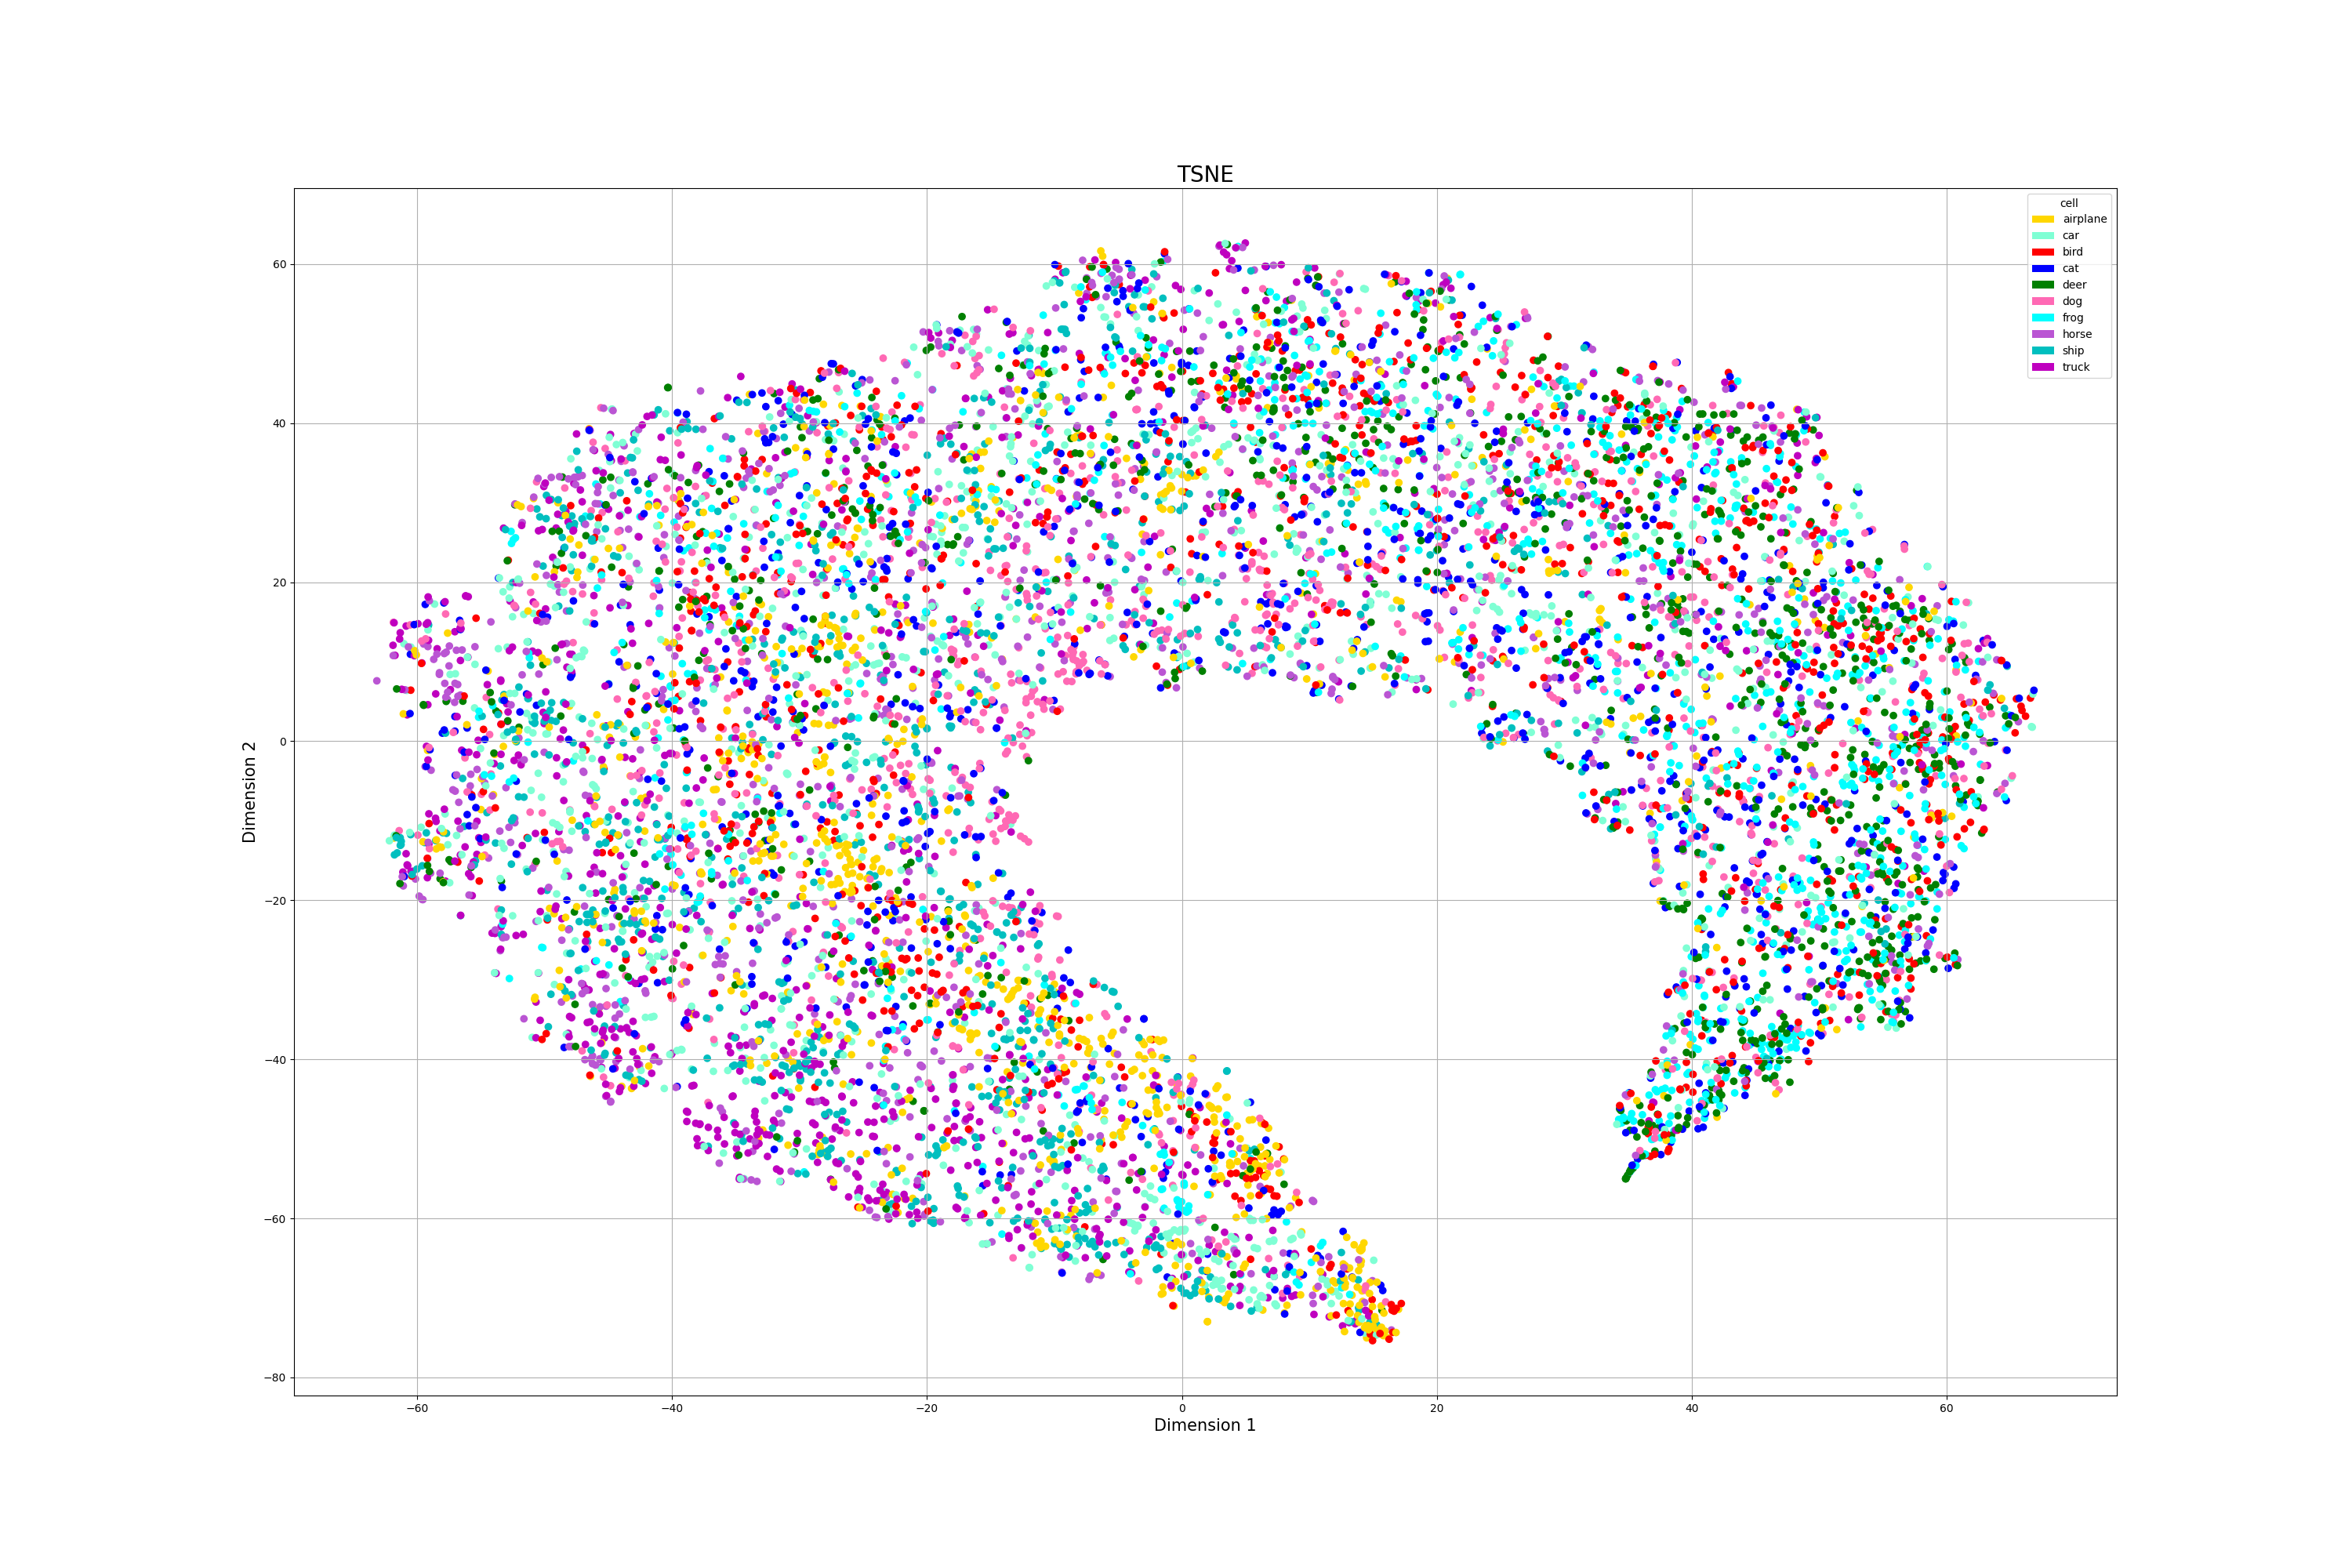 TSNE
cell
airplane
car
bird
cat
deer
dog
frog
horse
ship
truck
60
40
20
0
−20
−40
−60
−80
Dimension 2
−60
−40
−20
0
20
40
60
Dimension 1